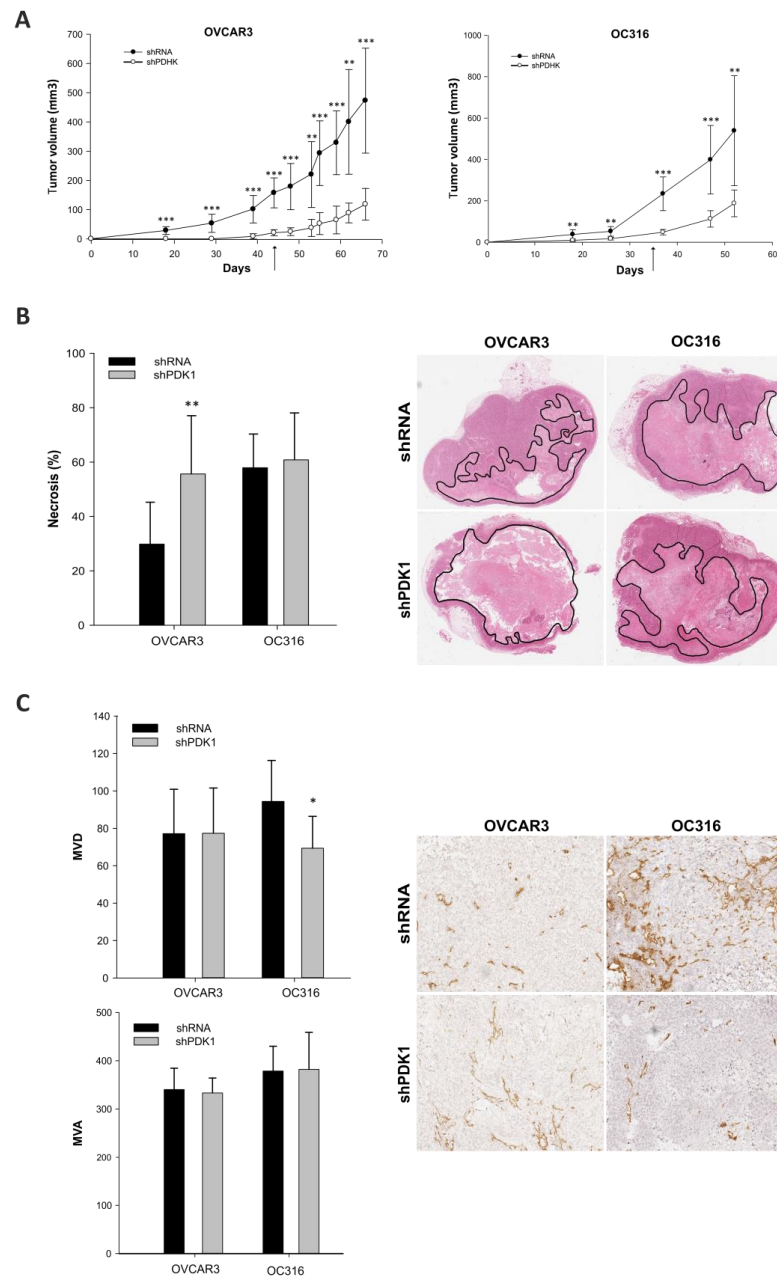 A
OVCAR3
shRNA
shPDHK
Tumor volume (mm3)
700
600
500
400
300
200
100
0
*** *** *** *** *** ** *** *** ** ***
0 10 20 30 40 50 60 70
Days
OC316
shRNA
shPDHK
Tumor volume (mm3)
1000
800
600
400
200
0
** ** *** *** **
0 10 20 30 40 50 60
Days
B
shRNA
shPDK1
Necrosis (%)
100
80
60
40
20
0
**
OVCAR3 OC316
OVCAR3 OC316
shRNA
shPDK1
C
shRNA
shPDK1
MVD
140
120
100
80
60
40
20
0
*
OVCAR3 OC316
shRNA
shPDK1
MVA
500
400
300
200
100
0
OVCAR3 OC316
OVCAR3 OC316
shRNA
shPDK1